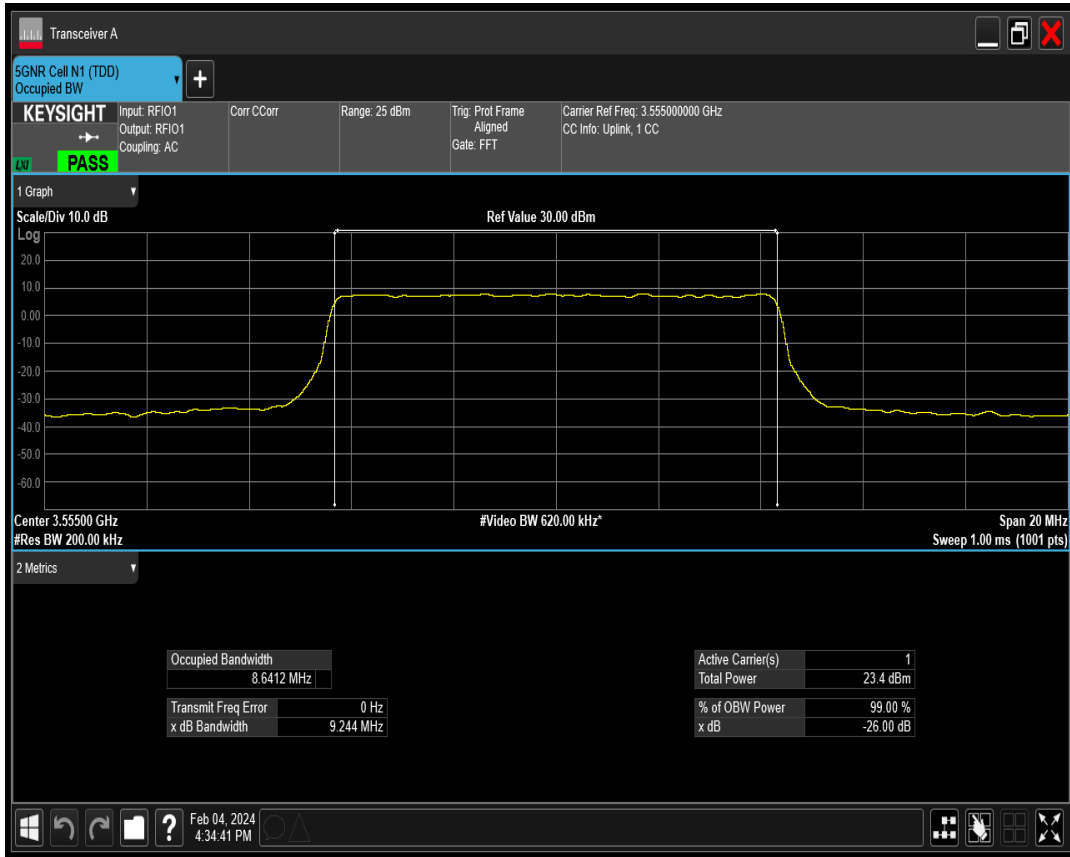 Transceiver A
5GNR Cell N1 (TDD)
Occupied BW
+
KEYSIGHT
LXI
PASS
Input: RFIO1
Output: RFIO1
Coupling: AC
Corr CCorr
Range: 25 dBm
Trig: Prot Frame
Aligned
Gate: FFT
Carrier Ref Freq: 3.555000000 GHz
CC Info: Uplink, 1 CC
1 Graph
Scale/Div 10.0 dB
Ref Value 30.00 dBm
Log
20.0
10.0
0.00
-10.0
-20.0
-30.0
-40.0
-50.0
-60.0
Center 3.55500 GHz
#Video BW 620.00 kHz*
Span 20 MHz
#Res BW 200.00 kHz
Sweep 1.00 ms (1001 pts)
2 Metrics
Occupied Bandwidth
8.6412 MHz
Transmit Freq Error 0 Hz
x dB Bandwidth 9.244 MHz
Active Carrier(s) 1
Total Power 23.4 dBm
% of OBW Power 99.00 %
x dB -26.00 dB
?
Feb 04, 2024
4:34:41 PM